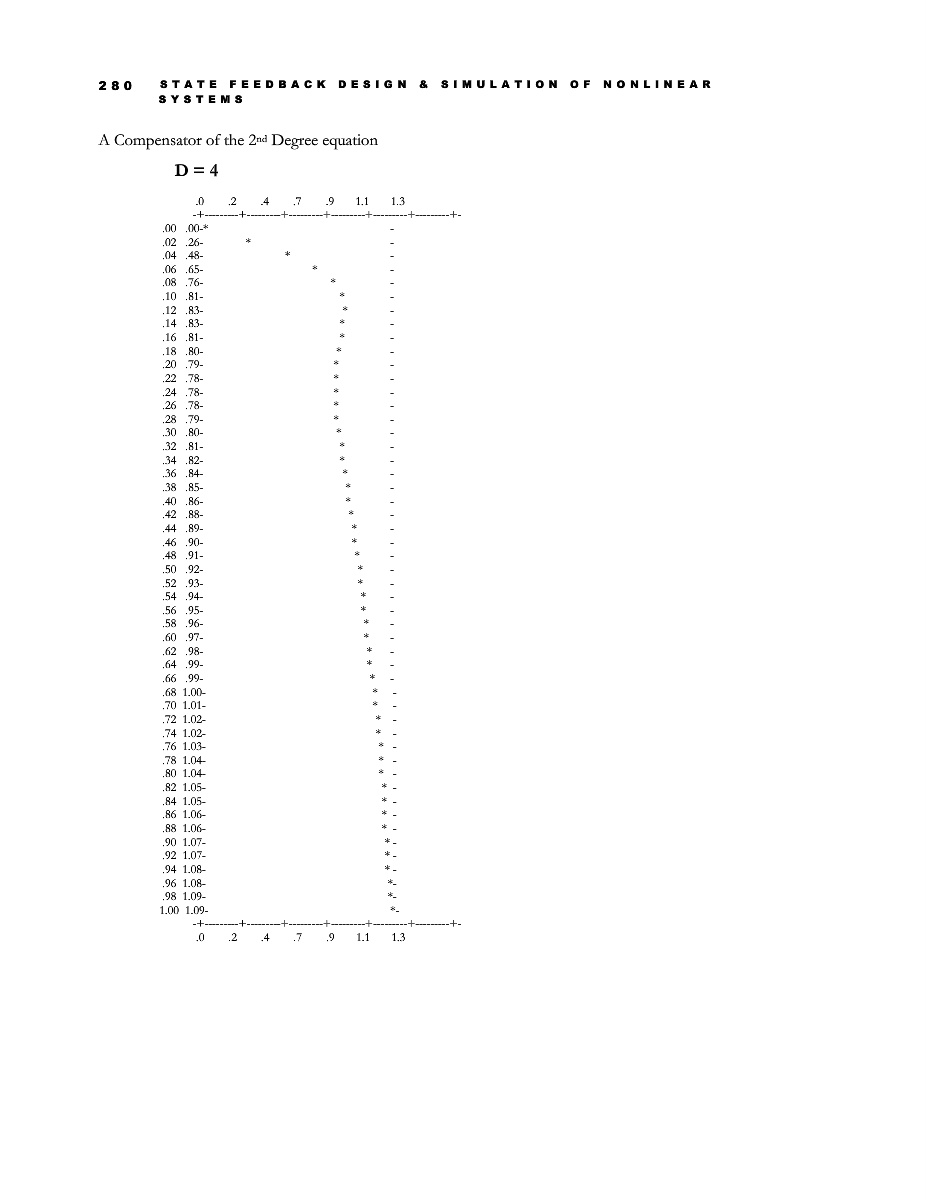 280 STATE FEEDBACK DESIGN & SIMULATION OF NONLINEAR
SYSTEMS
A Compensator of the 2nd Degree equation
D = 4
.0 .2 .4 .7 .9 1.1 1.3
-+---------+---------+---------+---------+---------+---------+-
.00 .00-* -
.02 .26- * -
.04 .48- * -
.06 .65- * -
.08 .76- * -
.10 .81- * -
.12 .83- * -
.14 .83- * -
.16 .81- * -
.18 .80- * -
.20 .79- * -
.22 .78- * -
.24 .78- * -
.26 .78- * -
.28 .79- * -
.30 .80- * -
.32 .81- * -
.34 .82- * -
.36 .84- * -
.38 .85- * -
.40 .86- * -
.42 .88- * -
.44 .89- * -
.46 .90- * -
.48 .91- * -
.50 .92- * -
.52 .93- * -
.54 .94- * -
.56 .95- * -
.58 .96- * -
.60 .97- * -
.62 .98- * -
.64 .99- * -
.66 .99- * -
.68 1.00- * -
.70 1.01- * -
.72 1.02- * -
.74 1.02- * -
.76 1.03- * -
.78 1.04- * -
.80 1.04- * -
.82 1.05- * -
.84 1.05- * -
.86 1.06- * -
.88 1.06- * -
.90 1.07- * -
.92 1.07- * -
.94 1.08- * -
.96 1.08- *-
.98 1.09- *-
1.00 1.09- *-
-+---------+---------+---------+---------+---------+---------+-
.0 .2 .4 .7 .9 1.1 1.3